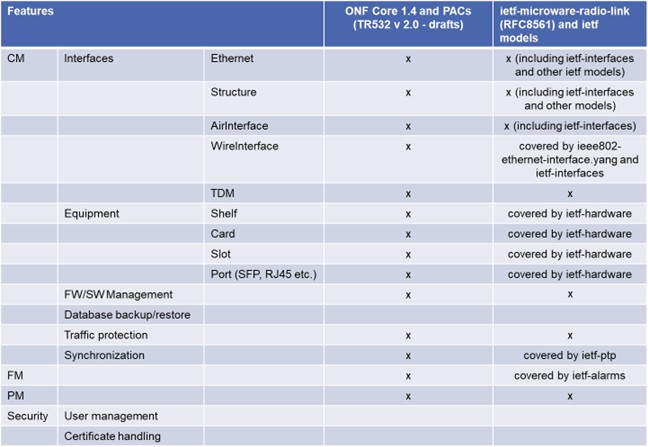 Features
ONF Core 1.4 and PACs
(TR532 v 2.0 - drafts)
ietf-microware-radio-link
(RFC8561) and ietf
models
CM Interfaces Ethernet x x (including ietf-interfaces
and other ietf models)
Structure x x (including ietf-interfaces
and other models)
AirInterface x x (including ietf-interfaces)
WireInterface x covered by ieee802-
ethernet-interface.yang and
ietf-interfaces
TDM x x
Equipment Shelf x covered by ietf-hardware
Card x covered by ietf-hardware
Slot x covered by ietf-hardware
Port (SFP, RJ45 etc.) x covered by ietf-hardware
FW/SW Management x x
Database backup/restore
Traffic protection x x
Synchronization x covered by ietf-ptp
FM x covered by ietf-alarms
PM x x
Security User management
Certificate handling